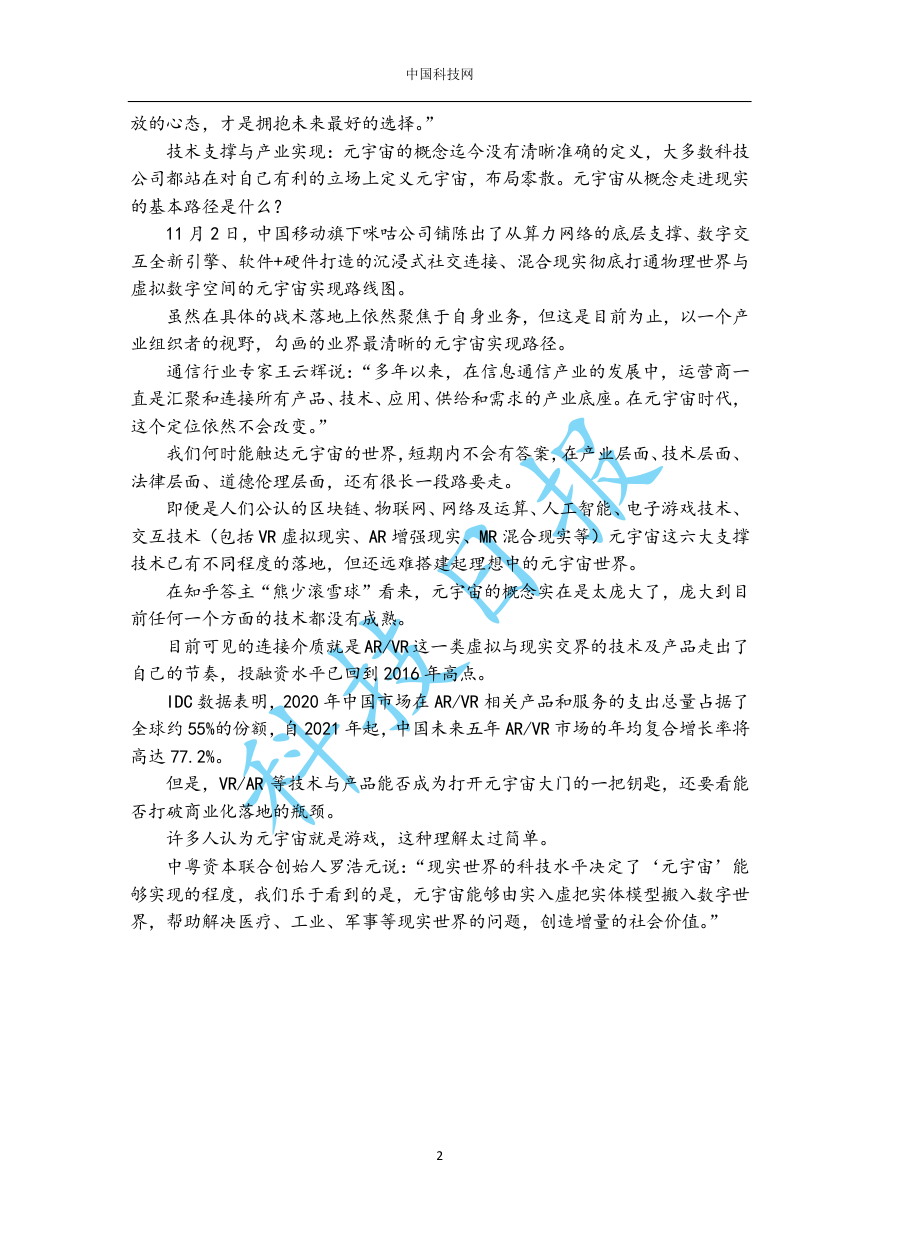 中国科技网
放的心态，才是拥抱未来最好的选择。”
技术支撑与产业实现：元宇宙的概念迄今没有清晰准确的定义，大多数科技
公司都站在对自己有利的立场上定义元宇宙，布局零散。元宇宙从概念走进现实
的基本路径是什么？
11月2日，中国移动旗下咪咕公司铺陈出了从算力网络的底层支撑、数字交
互全新引擎、软件+硬件打造的沉浸式社交连接、混合现实彻底打通物理世界与
虚拟数字空间的元宇宙实现路线图。
虽然在具体的战术落地上依然聚焦于自身业务，但这是目前为止，以一个产
业组织者的视野，勾画的业界最清晰的元宇宙实现路径。
通信行业专家王云辉说：“多年以来，在信息通信产业的发展中，运营商一
直是汇聚和连接所有产品、技术、应用、供给和需求的产业底座。在元宇宙时代，
这个定位依然不会改变。”
我们何时能触达元宇宙的世界，短期内不会有答案，在产业层面、技术层面、
法律层面、道德伦理层面，还有很长一段路要走。
即便是人们公认的区块链、物联网、网络及运算、人工智能、电子游戏技术、
交互技术（包括VR虚拟现实、AR增强现实、MR混合现实等）元宇宙这六大支撑
技术已有不同程度的落地，但还远难搭建起理想中的元宇宙世界。
在知乎答主“熊少滚雪球”看来，元宇宙的概念实在是太庞大了，庞大到目
前任何一个方面的技术都没有成熟。
目前可见的连接介质就是AR/VR这一类虚拟与现实交界的技术及产品走出了
自己的节奏，投融资水平已回到2016年高点。
IDC数据表明，2020年中国市场在AR/VR相关产品和服务的支出总量占据了
全球约55%的份额，自2021年起，中国未来五年AR/VR市场的年均复合增长率将
高达77.2%。
但是，VR/AR等技术与产品能否成为打开元宇宙大门的一把钥匙，还要看能
否打破商业化落地的瓶颈。
许多人认为元宇宙就是游戏，这种理解太过简单。
中粤资本联合创始人罗浩元说：“现实世界的科技水平决定了‘元宇宙’能
够实现的程度，我们乐于看到的是，元宇宙能够由实入虚把实体模型搬入数字世
界，帮助解决医疗、工业、军事等现实世界的问题，创造增量的社会价值。”
科技日报
2